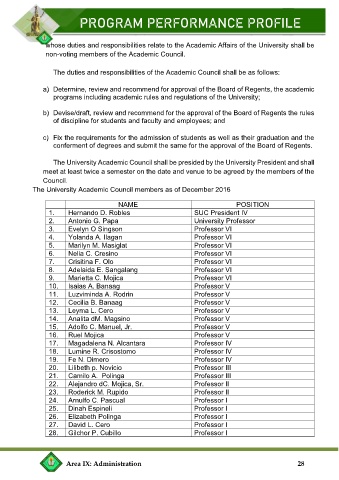 PROGRAM PERFORMANCE PROFILE
whose duties and responsibilities relate to the Academic Affairs of the University shall be
non-voting members of the Academic Council.
The duties and responsibilities of the Academic Council shall be as follows:
a) Determine, review and recommend for approval of the Board of Regents, the academic
programs including academic rules and regulations of the University;
b) Devise/draft, review and recommend for the approval of the Board of Regents the rules
of discipline for students and faculty and employees; and
c) Fix the requirements for the admission of students as well as their graduation and the
conferment of degrees and submit the same for the approval of the Board of Regents.
The University Academic Council shall be presided by the University President and shall
meet at least twice a semester on the date and venue to be agreed by the members of the
Council.
The University Academic Council members as of December 2016
NAME POSITION
1. Hernando D. Robles SUC President IV
2. Antonio G. Papa University Professor
3. Evelyn O Singson Professor VI
4. Yolanda A. Ilagan Professor VI
5. Marilyn M. Masiglat Professor VI
6. Nelia C. Cresino Professor VI
7. Crisitina F. Olo Professor VI
8. Adelaida E. Sangalang Professor VI
9. Marietta C. Mojica Professor VI
10. Isaias A. Banaag Professor V
11. Luzviminda A. Rodrin Professor V
12. Cecilia B. Banaag Professor V
13. Leyma L. Cero Professor V
14. Analita dM. Magsino Professor V
15. Adolfo C. Manuel, Jr. Professor V
16. Ruel Mojica Professor V
17. Magadalena N. Alcantara Professor IV
18. Lumine R. Crisostomo Professor IV
19. Fe N. Dimero Professor IV
20. Lilibeth p. Novicio Professor III
21. Camilo A. Polinga Professor III
22. Alejandro dC. Mojica, Sr. Professor II
23. Roderick M. Rupido Professor II
24. Arnulfo C. Pascual Professor I
25. Dinah Espineli Professor I
26. Elizabeth Polinga Professor I
27. David L. Cero Professor I
28. Gilchor P. Cubillo Professor I
Area IX: Administration 28